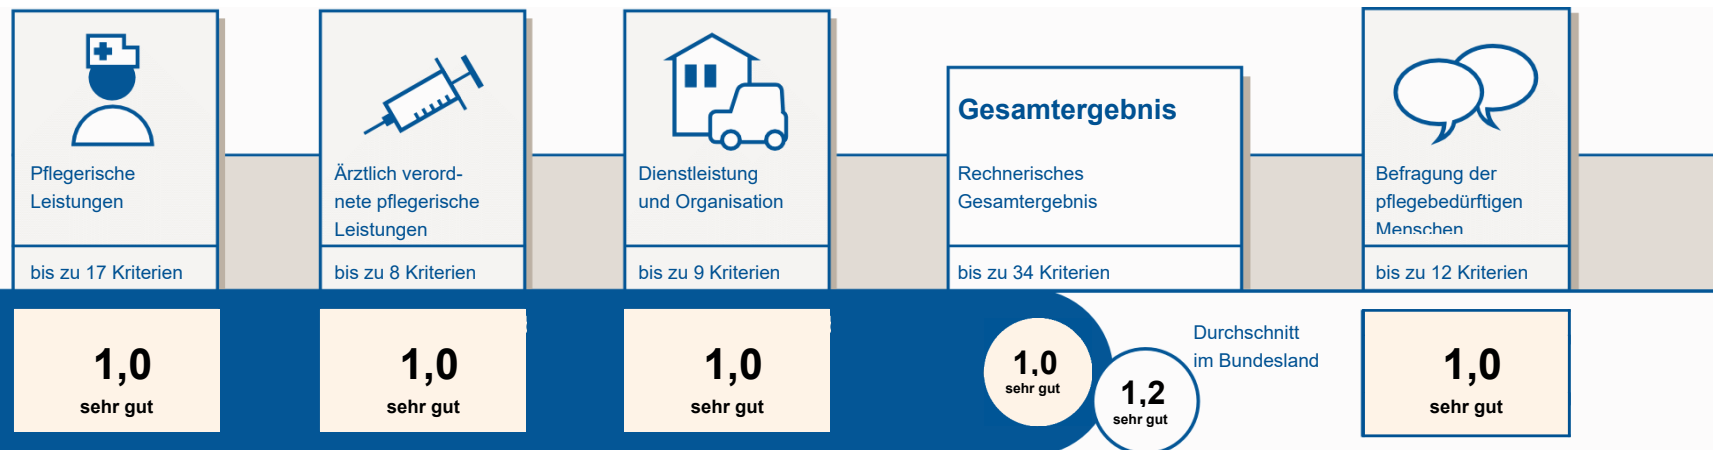 Pflegerische
Leistungen
bis zu 17 Kriterien
1,0
sehr gut
Ärztlich verord-
nete pflegerische
Leistungen
bis zu 8 Kriterien
1,0
sehr gut
Dienstleistung
und Organisation
bis zu 9 Kriterien
1,0
sehr gut
Gesamtergebnis
Rechnerisches
Gesamtergebnis
bis zu 34 Kriterien
1,0
sehr gut
1,2
sehr gut
Durchschnitt
im Bundesland
Befragung der
pflegebedürftigen
Menschen
bis zu 12 Kriterien
1,0
sehr gut